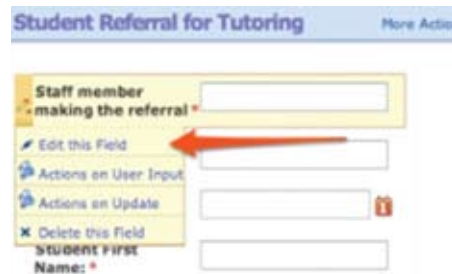 Student Referral for Tutoring
More Actio
Staff member
making the referral *
Edit this Field
Actions on User Input
Actions on Update
Delete this Field
Student First
Name: *